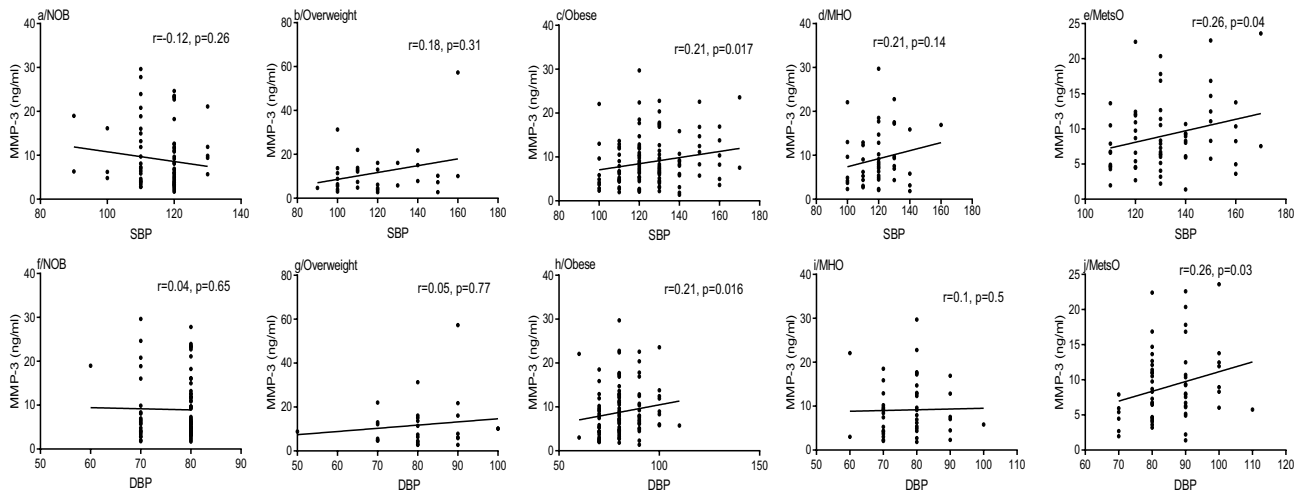 a/NOB
r=-0.12, p=0.26
MMP-3 (ng/ml)
40
30
20
10
0
80 100 120 140
SBP
b/Overweight
r=0.18, p=0.31
MMP-3 (ng/ml)
80
60
40
20
0
80 100 120 140 160 180
SBP
c/Obese
r=0.21, p=0.017
MMP-3 (ng/ml)
40
30
20
10
0
80 100 120 140 160 180
SBP
d/MHO
r=0.21, p=0.14
MMP-3 (ng/ml)
40
30
20
10
0
80 100 120 140 160 180
SBP
e/MetsO
r=0.26, p=0.04
MMP-3 (ng/ml)
25
20
15
10
5
0
100 120 140 160 180
SBP
f/NOB
r=0.04, p=0.65
MMP-3 (ng/ml)
40
30
20
10
0
50 60 70 80 90
DBP
g/Overweight
r=0.05, p=0.77
MMP-3 (ng/ml)
80
60
40
20
0
50 60 70 80 90 100
DBP
h/Obese
r=0.21, p=0.016
MMP-3 (ng/ml)
40
30
20
10
0
50 100 150
DBP
i/MHO
r=0.1, p=0.5
MMP-3 (ng/ml)
40
30
20
10
0
50 60 70 80 90 100 110
DBP
j/MetsO
r=0.26, p=0.03
MMP-3 (ng/ml)
25
20
15
10
5
0
60 70 80 90 100 110 120
DBP